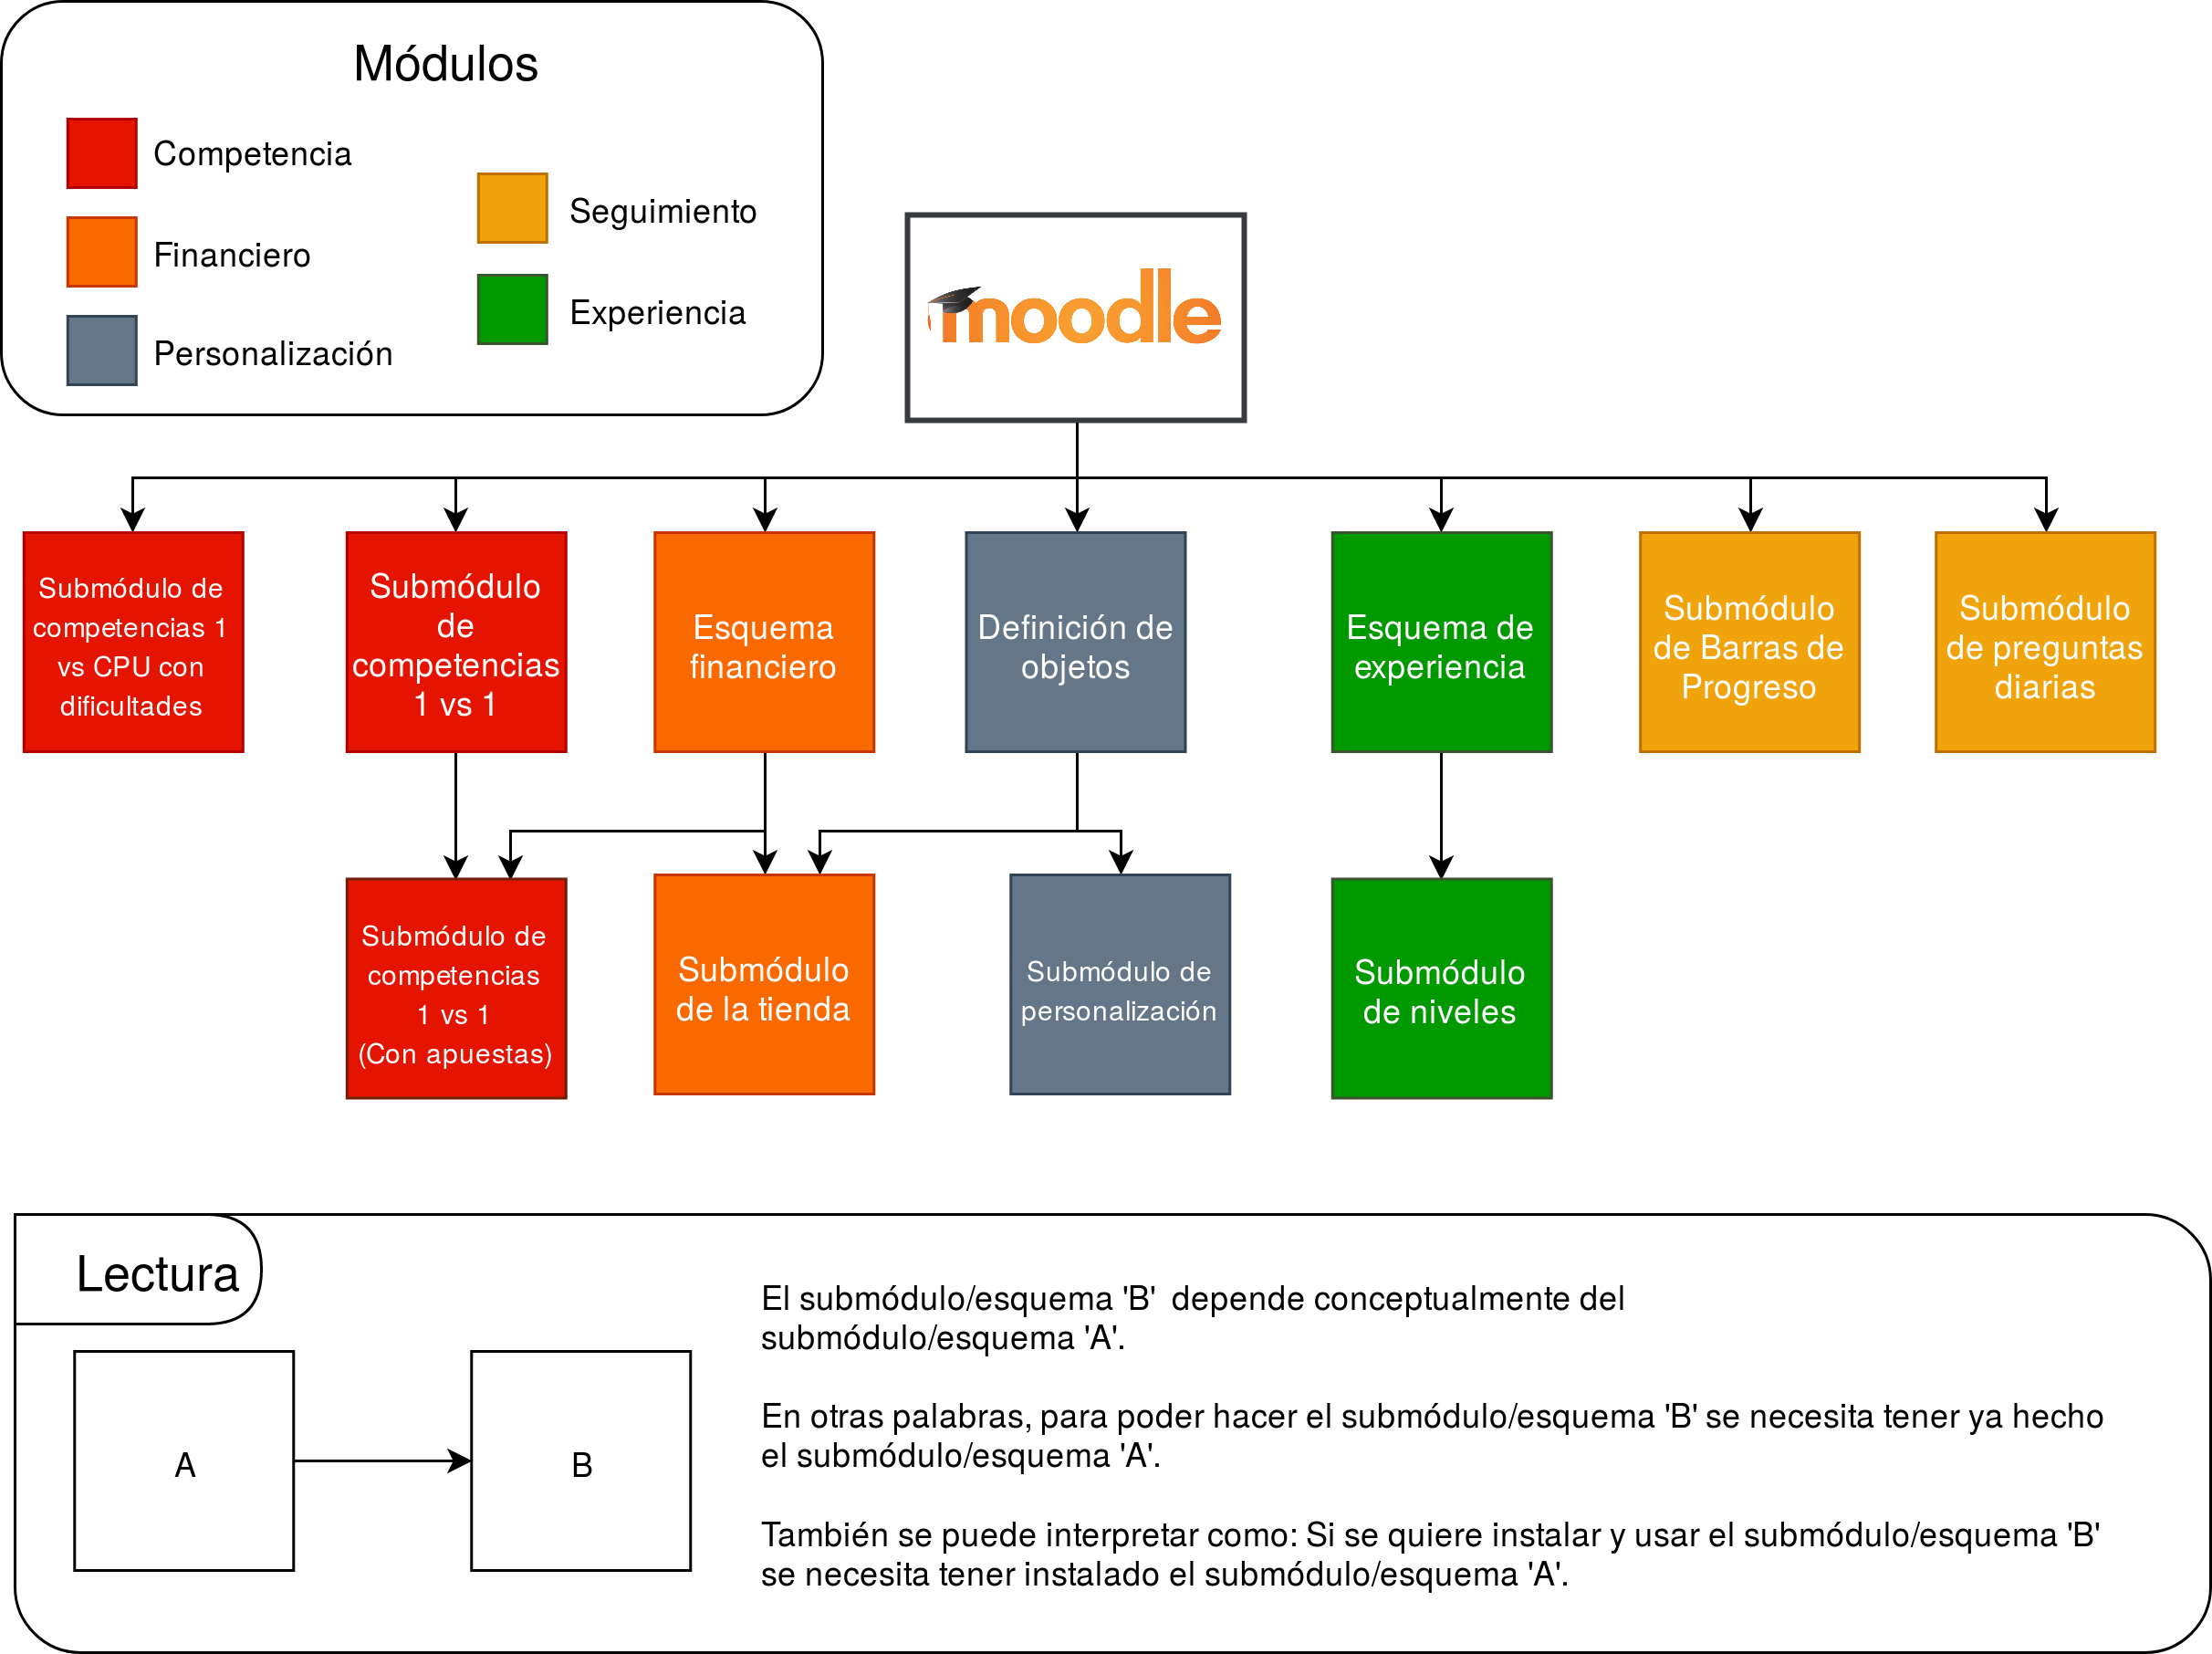 Módulos
Competencia
Financiero
Personalización
Seguimiento
Experiencia
moodle
Submódulo de
competencias 1
vs CPU con
dificultades
Submódulo
de
competencias
1 vs 1
Esquema
financiero
Definición de
objetos
Esquema de
experiencia
Submódulo
de Barras de
Progreso
Submódulo
de preguntas
diarias
Submódulo de
competencias
1 vs 1
(Con apuestas)
Submódulo
de la tienda
Submódulo de
personalización
Submódulo
de niveles
Lectura
A
B
El submódulo/esquema 'B'  depende conceptualmente del
submódulo/esquema 'A'.
En otras palabras, para poder hacer el submódulo/esquema 'B' se necesita tener ya hecho
el submódulo/esquema 'A'.
También se puede interpretar como: Si se quiere instalar y usar el submódulo/esquema 'B'
se necesita tener instalado el submódulo/esquema 'A'.